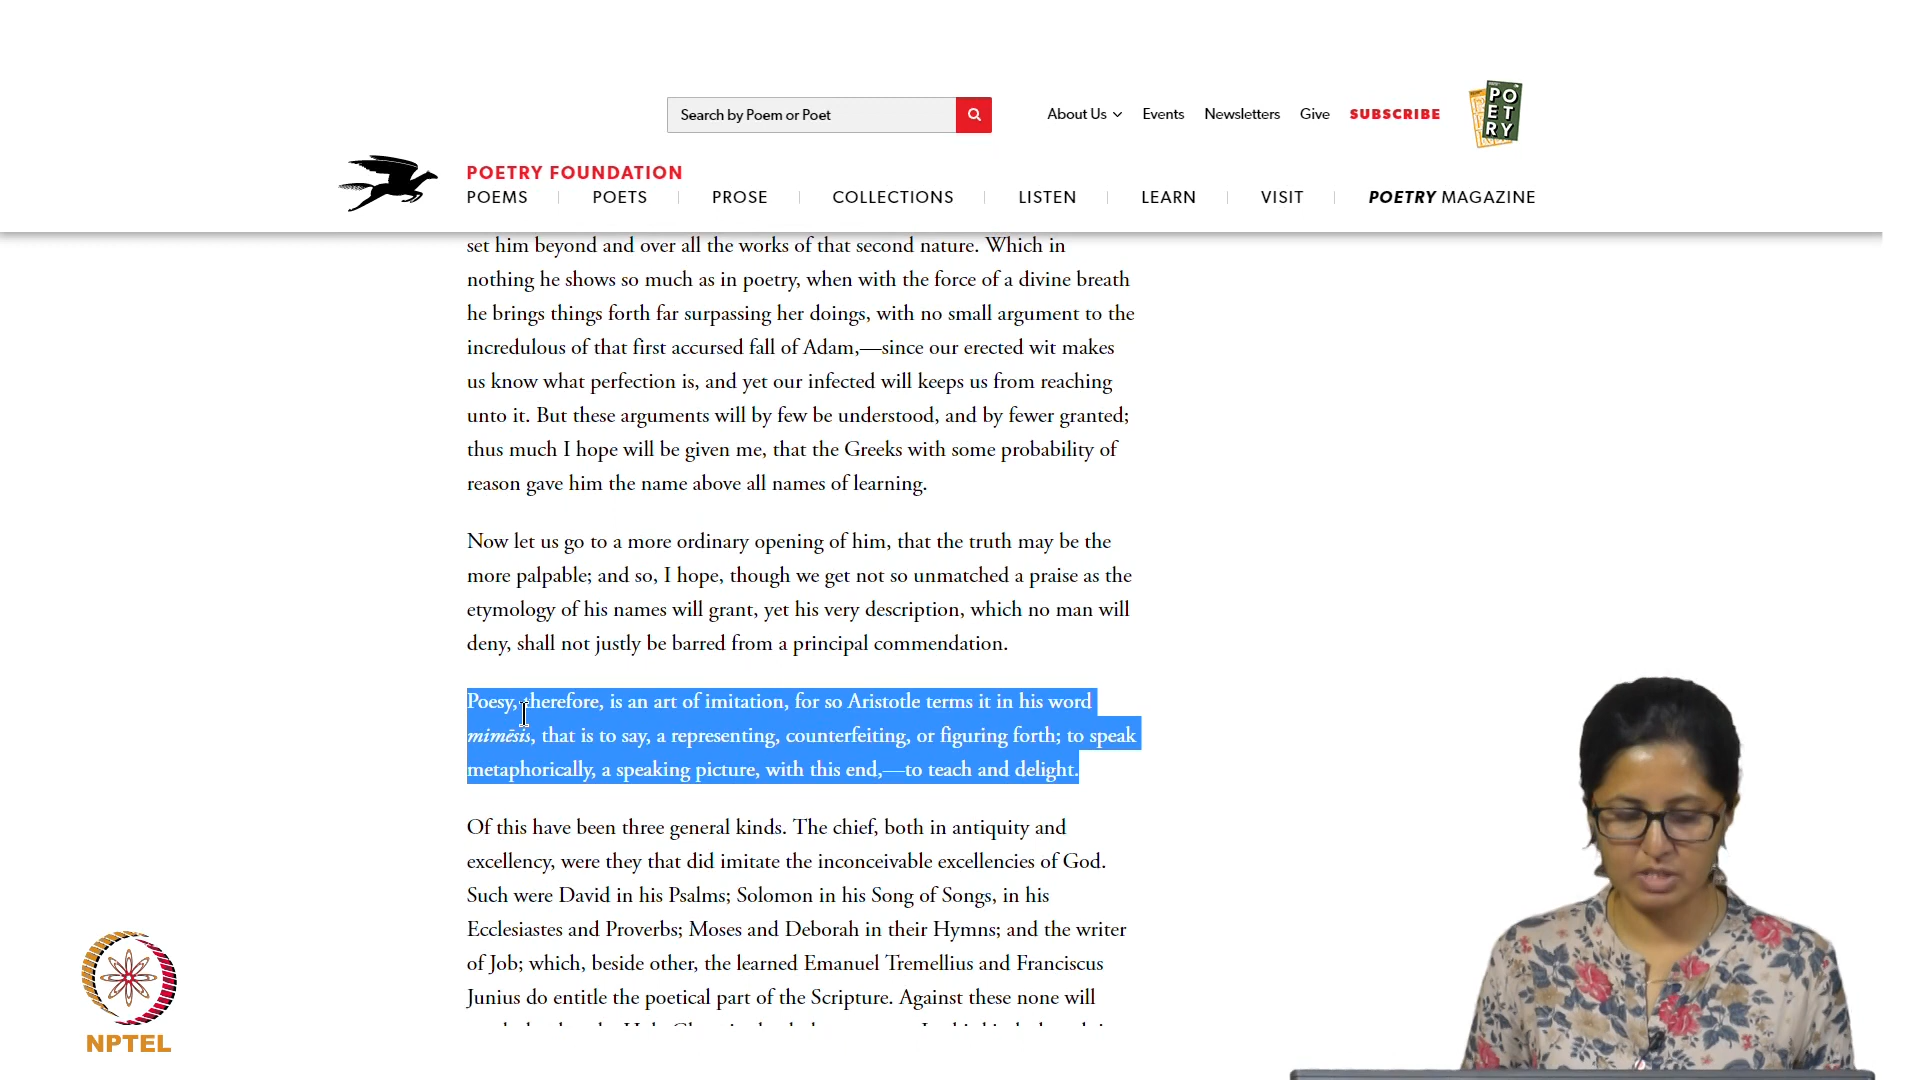 Search by Poem or Poet
About Us
Events
Newsletters
Give
SUBSCRIBE
PO
ET
RY
POETRY FOUNDATION
POEMS
POETS
PROSE
COLLECTIONS
LISTEN
LEARN
VISIT
POETRY MAGAZINE
set him beyond and over all the works of that second nature. Which in
nothing he shows so much as in poetry, when with the force of a divine breath
he brings things forth far surpassing her doings, with no small argument to the
incredulous of that first accursed fall of Adam,—since our erected wit makes
us know what perfection is, and yet our infected will keeps us from reaching
unto it. But these arguments will by few be understood, and by fewer granted;
thus much I hope will be given me, that the Greeks with some probability of
reason gave him the name above all names of learning.
Now let us go to a more ordinary opening of him, that the truth may be the
more palpable; and so, I hope, though we get not so unmatched a praise as the
etymology of his names will grant, yet his very description, which no man will
deny, shall not justly be barred from a principal commendation.
Poesy, therefore, is an art of imitation, for so Aristotle terms it in his word
mimēsis, that is to say, a representing, counterfeiting, or figuring forth; to speak
metaphorically, a speaking picture, with this end,—to teach and delight.
Of this have been three general kinds. The chief, both in antiquity and
excellency, were they that did imitate the inconceivable excellencies of God.
Such were David in his Psalms; Solomon in his Song of Songs, in his
Ecclesiastes and Proverbs; Moses and Deborah in their Hymns; and the writer
of Job; which, beside other, the learned Emanuel Tremellius and Franciscus
Junius do entitle the poetical part of the Scripture. Against these none will
NPTEL